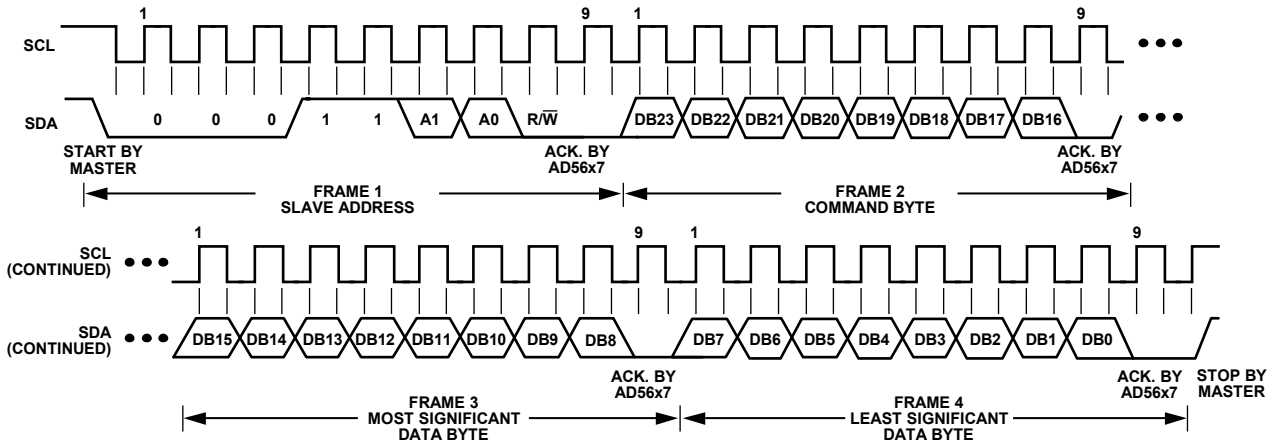 1 9 1 9
SCL
SDA 0 0 0 1 1 A1 A0 R/W̅ DB23 DB22 DB21 DB20 DB19 DB18 DB17 DB16
START BY
MASTER
ACK. BY
AD56x7
ACK. BY
AD56x7
FRAME 1
SLAVE ADDRESS
FRAME 2
COMMAND BYTE
1 9 1 9
SCL
(CONTINUED)
SDA
(CONTINUED)
DB15 DB14 DB13 DB12 DB11 DB10 DB9 DB8 DB7 DB6 DB5 DB4 DB3 DB2 DB1 DB0
ACK. BY
AD56x7
ACK. BY
AD56x7
STOP BY
MASTER
FRAME 3
MOST SIGNIFICANT
DATA BYTE
FRAME 4
LEAST SIGNIFICANT
DATA BYTE